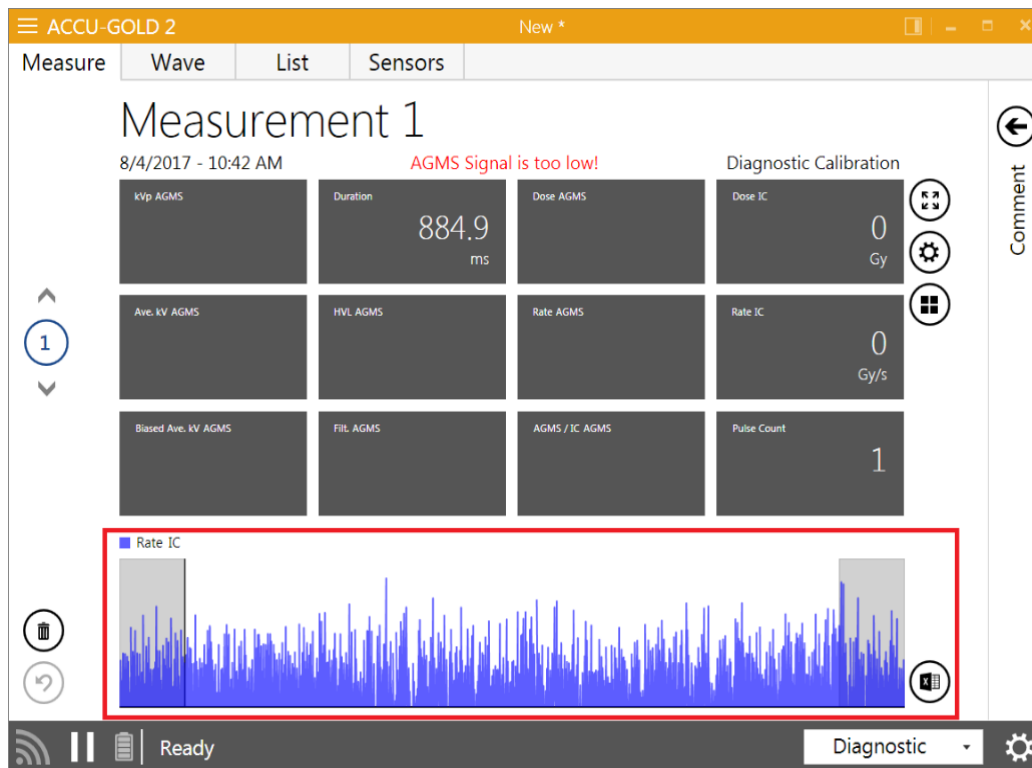 ACCU-GOLD 2
New *
Measure
Wave
List
Sensors
Measurement 1
8/4/2017 - 10:42 AM
AGMS Signal is too low!
Diagnostic Calibration
Comment
kVp AGMS
Duration
884.9
ms
Dose AGMS
Dose IC
0
Gy
Ave. kV AGMS
HVL AGMS
Rate AGMS
Rate IC
0
Gy/s
1
Biased Ave. kV AGMS
Filt. AGMS
AGMS / IC AGMS
Pulse Count
1
Rate IC
Ready
Diagnostic